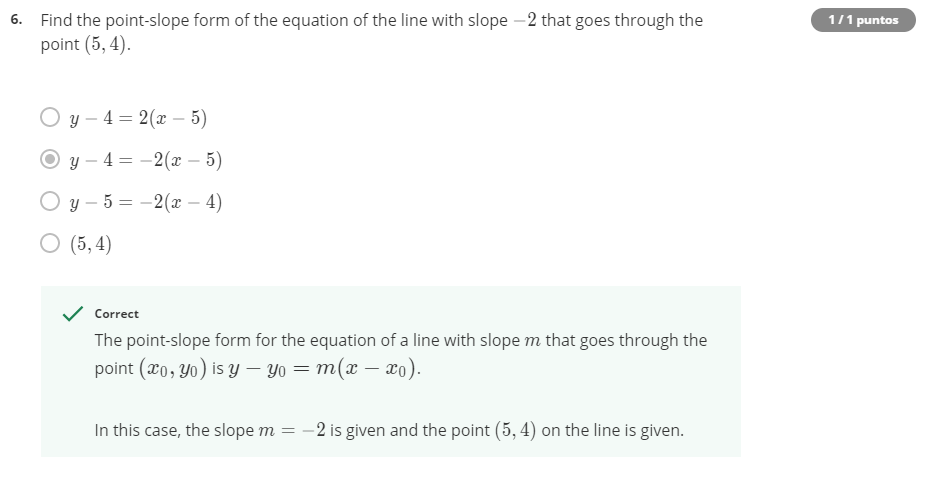 6. Find the point-slope form of the equation of the line with slope −2 that goes through the 1 / 1 puntos
point (5, 4).
y − 4 = 2(x − 5)
y − 4 = −2(x − 5)
y − 5 = −2(x − 4)
(5, 4)
Correct
The point-slope form for the equation of a line with slope m that goes through the
point (x₀, y₀) is y − y₀ = m(x − x₀).
In this case, the slope m = −2 is given and the point (5, 4) on the line is given.